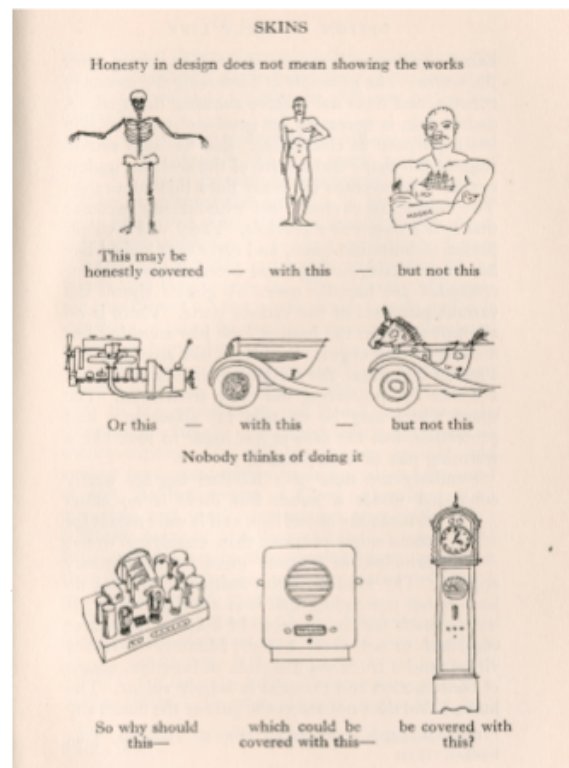 SKINS
Honesty in design does not mean showing the works
This may be
honestly covered — with this — but not this
Or this — with this — but not this
Nobody thinks of doing it
So why should
this—
which could be
covered with this—
be covered with
this?